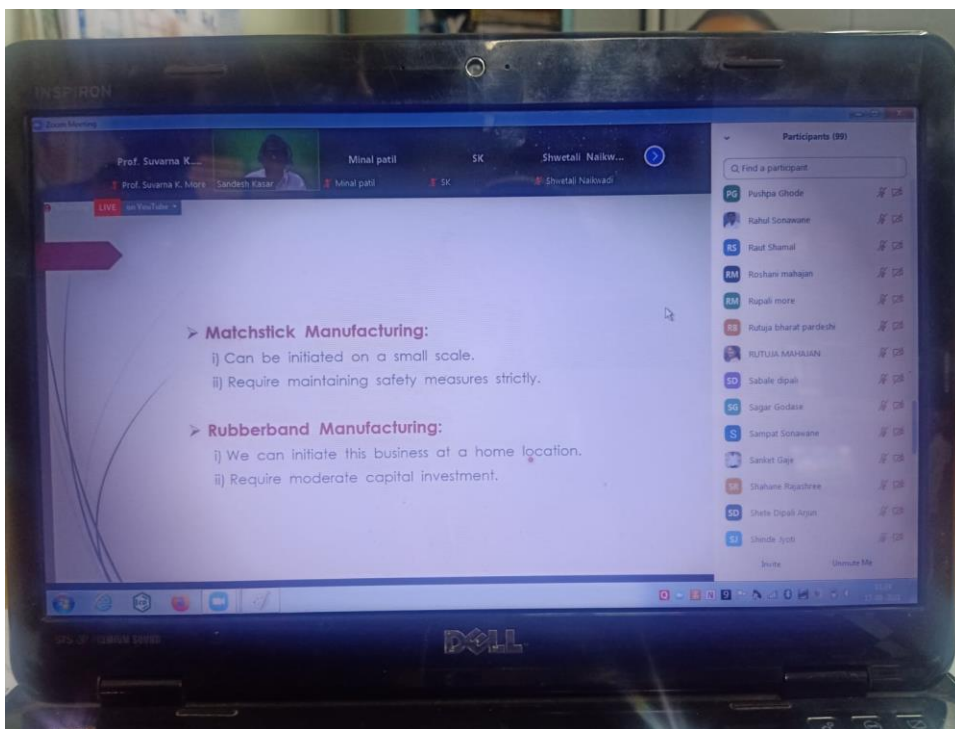 INSPIRON
Zoom Meeting
Prof. Suvarna K....
Minal patil
SK
Shwetali Naikw...
Prof. Suvarna K. More
Sandesh Kasar
Minal patil
SK
Shwetali Naikwadi
LIVE on YouTube
Matchstick Manufacturing:
i) Can be initiated on a small scale.
ii) Require maintaining safety measures strictly.
Rubberband Manufacturing:
i) We can initiate this business at a home location.
ii) Require moderate capital investment.
Participants (99)
Find a participant
PG Pushpa Ghode
Rahul Sonawane
RS Raut Shamal
RM Roshani mahajan
RM Rupali more
RB Rutuja bharat pardeshi
RUTUJA MAHAJAN
SD Sabale dipali
SG Sagar Godase
S Sampat Sonawane
Sanket Gaje
SR Shahane Rajashree
SD Shete Dipali Arjun
SJ Shinde Jyoti
Invite
Unmute Me
DELL